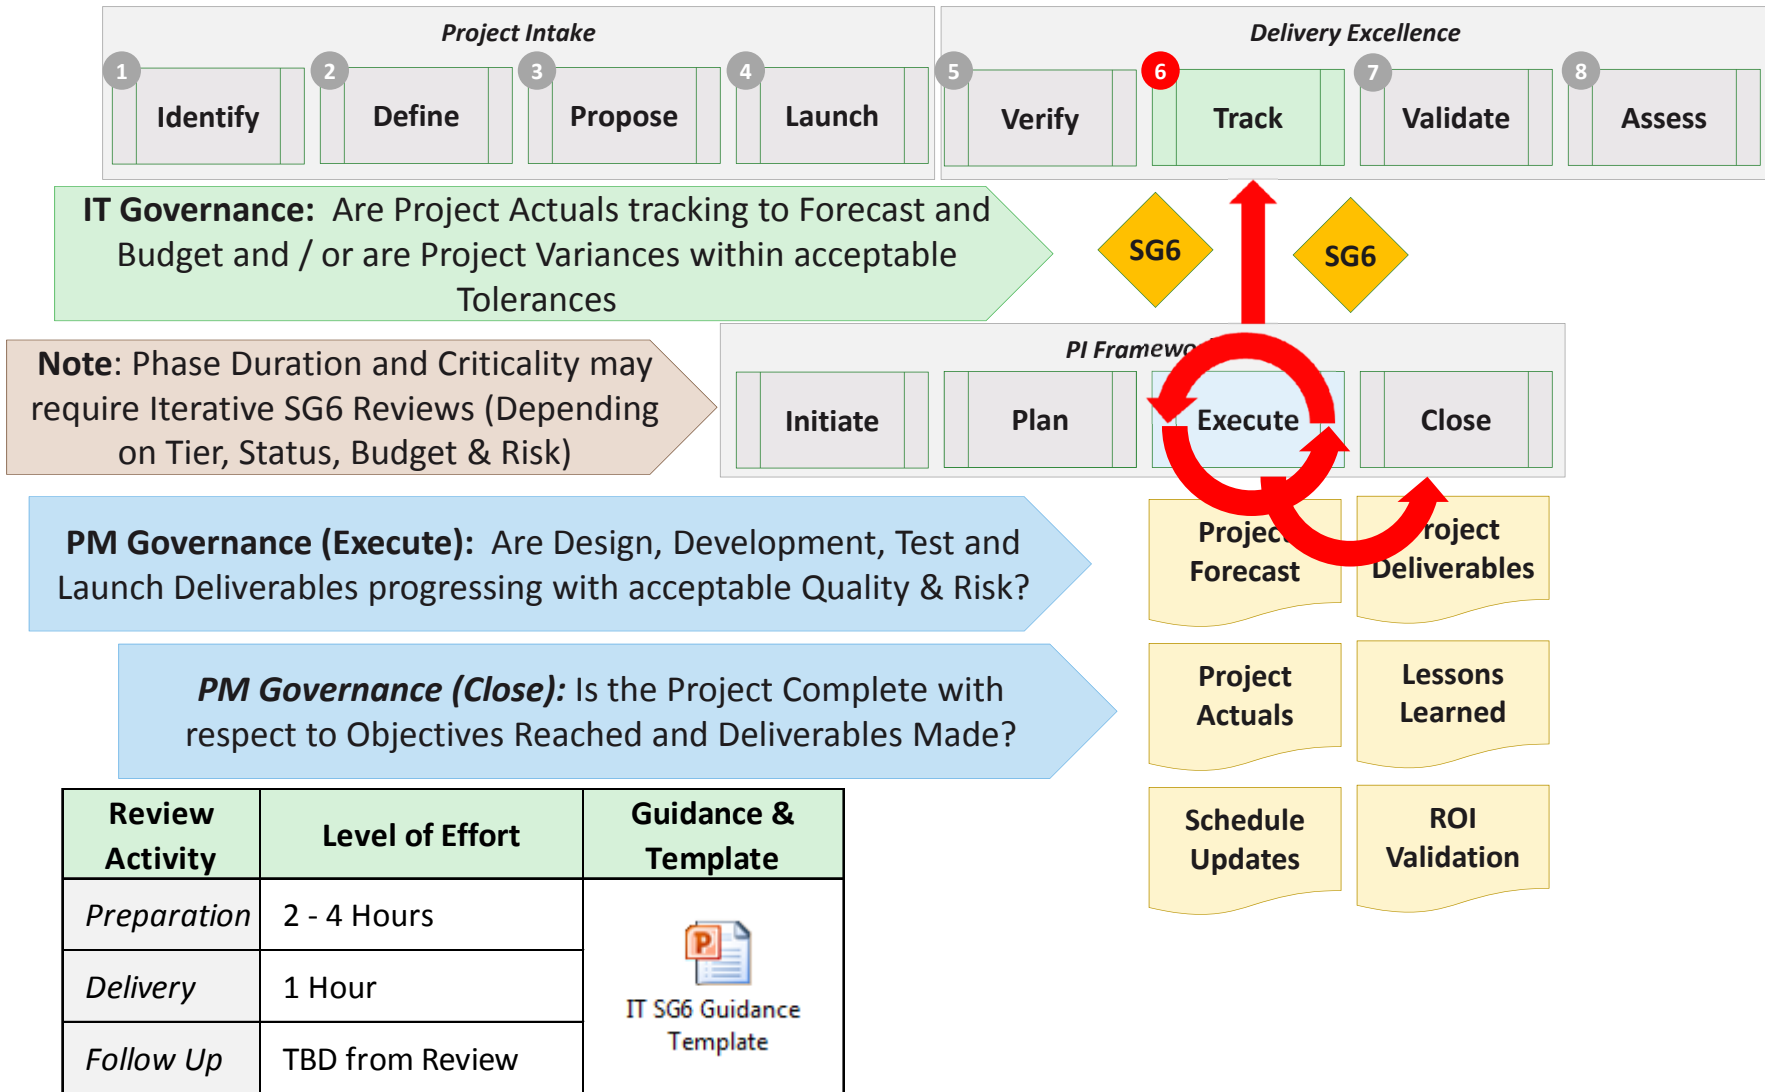 Project Intake
Delivery Excellence
1
2
3
4
5
6
7
8
Identify
Define
Propose
Launch
Verify
Track
Validate
Assess
IT Governance: Are Project Actuals tracking to Forecast and
Budget and / or are Project Variances within acceptable
Tolerances
SG6
SG6
Note: Phase Duration and Criticality may
require Iterative SG6 Reviews (Depending
on Tier, Status, Budget & Risk)
PI Framework
Initiate
Plan
Execute
Close
PM Governance (Execute): Are Design, Development, Test and
Launch Deliverables progressing with acceptable Quality & Risk?
Project
Forecast
Project
Deliverables
PM Governance (Close): Is the Project Complete with
respect to Objectives Reached and Deliverables Made?
Project
Actuals
Lessons
Learned
Schedule
Updates
ROI
Validation
Review
Activity
Level of Effort
Guidance &
Template
Preparation
2 - 4 Hours
Delivery
1 Hour
Follow Up
TBD from Review
P
IT SG6 Guidance
Template